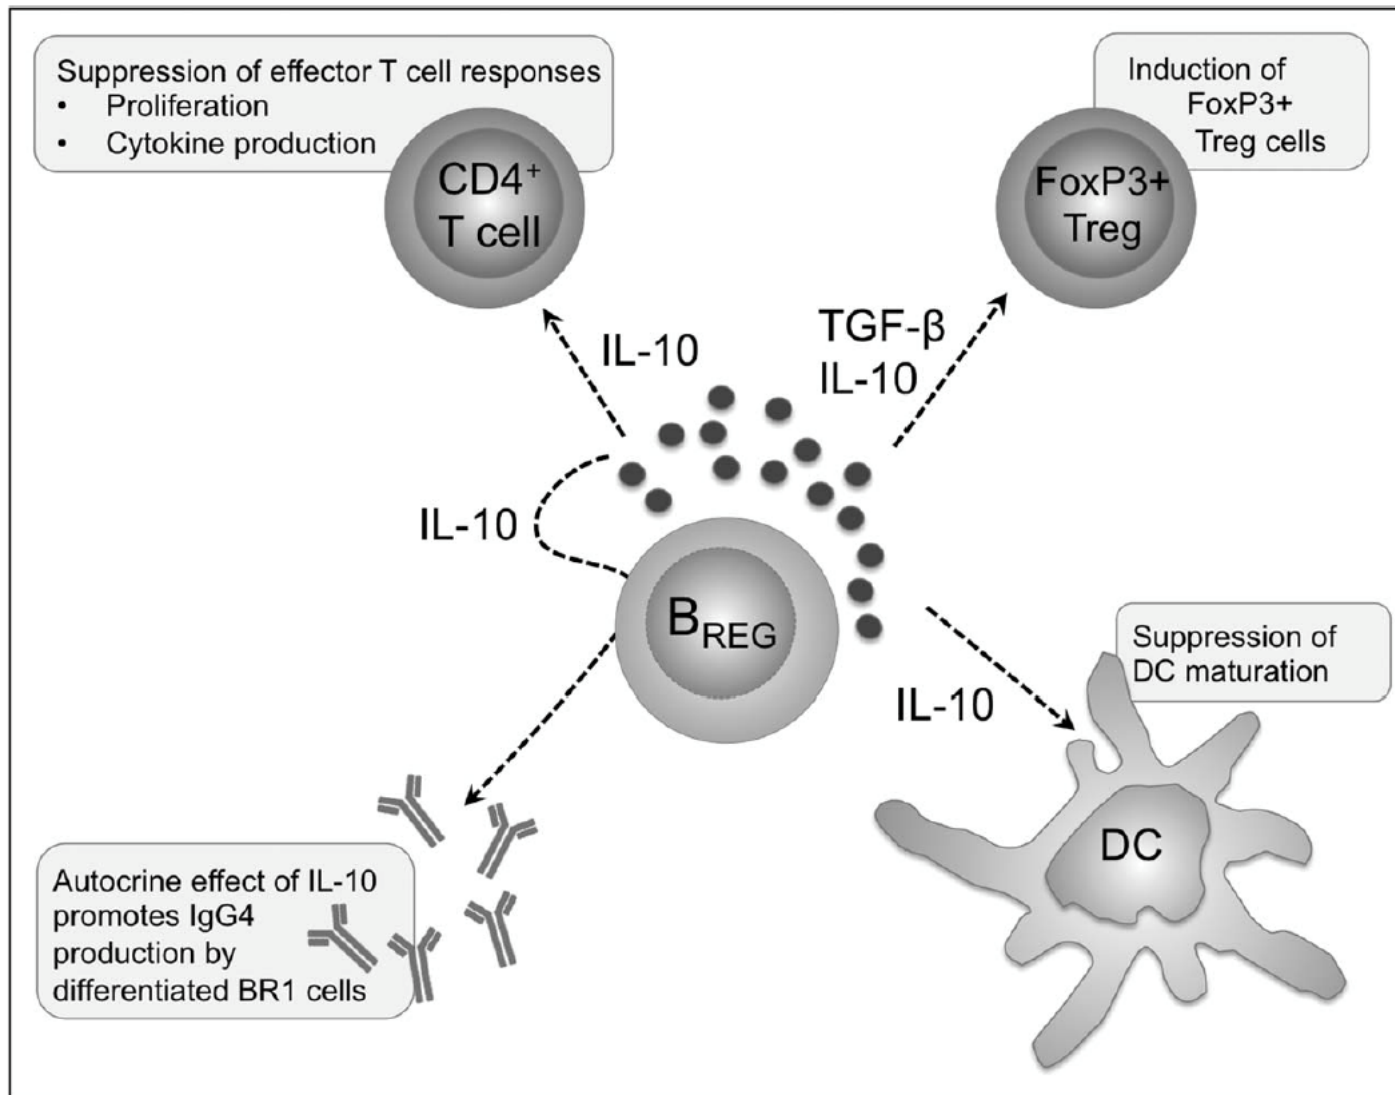 Suppression of effector T cell responses
• Proliferation
• Cytokine production
CD4⁺
T cell
Induction of
FoxP3+
Treg cells
FoxP3+
Treg
IL-10
TGF-β
IL-10
IL-10
B_REG
IL-10
Suppression of
DC maturation
DC
Autocrine effect of IL-10
promotes IgG4
production by
differentiated BR1 cells